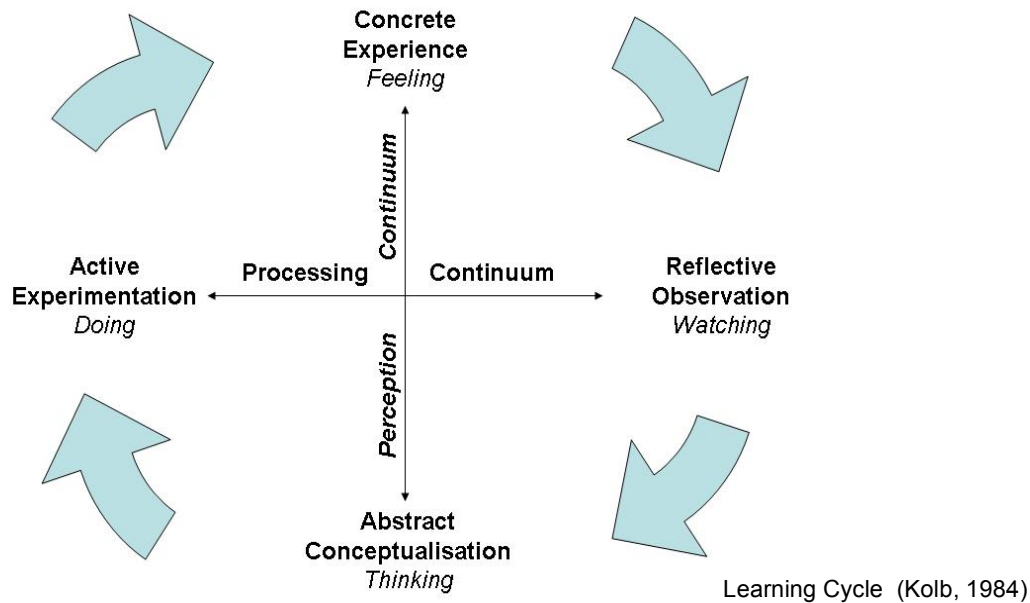 Concrete
Experience
Feeling
Continuum
Active
Experimentation
Doing
Processing
Continuum
Reflective
Observation
Watching
Perception
Abstract
Conceptualisation
Thinking
Learning Cycle (Kolb, 1984)